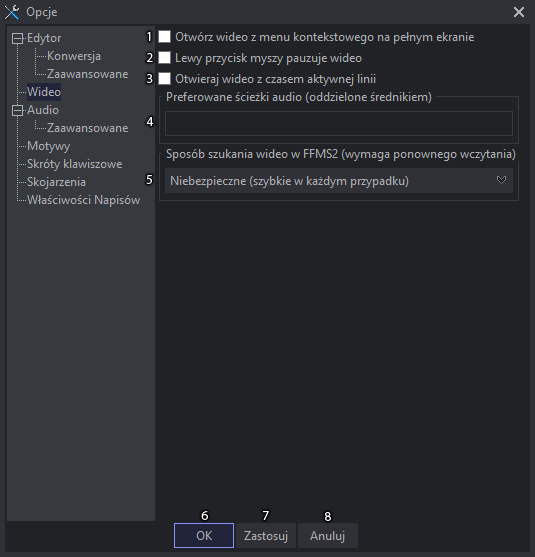 Opcje
Edytor
Konwersja
Zaawansowane
Wideo
Audio
Zaawansowane
Motywy
Skróty klawiszowe
Skojarzenia
Właściwości Napisów
1 Otwórz wideo z menu kontekstowego na pełnym ekranie
2 Lewy przycisk myszy pauzuje wideo
3 Otwieraj wideo z czasem aktywnej linii
Preferowane ścieżki audio (oddzielone średnikiem)
4
Sposób szukania wideo w FFMS2 (wymaga ponownego wczytania)
5 Niebezpieczne (szybkie w każdym przypadku)
6 7 8
OK Zastosuj Anuluj